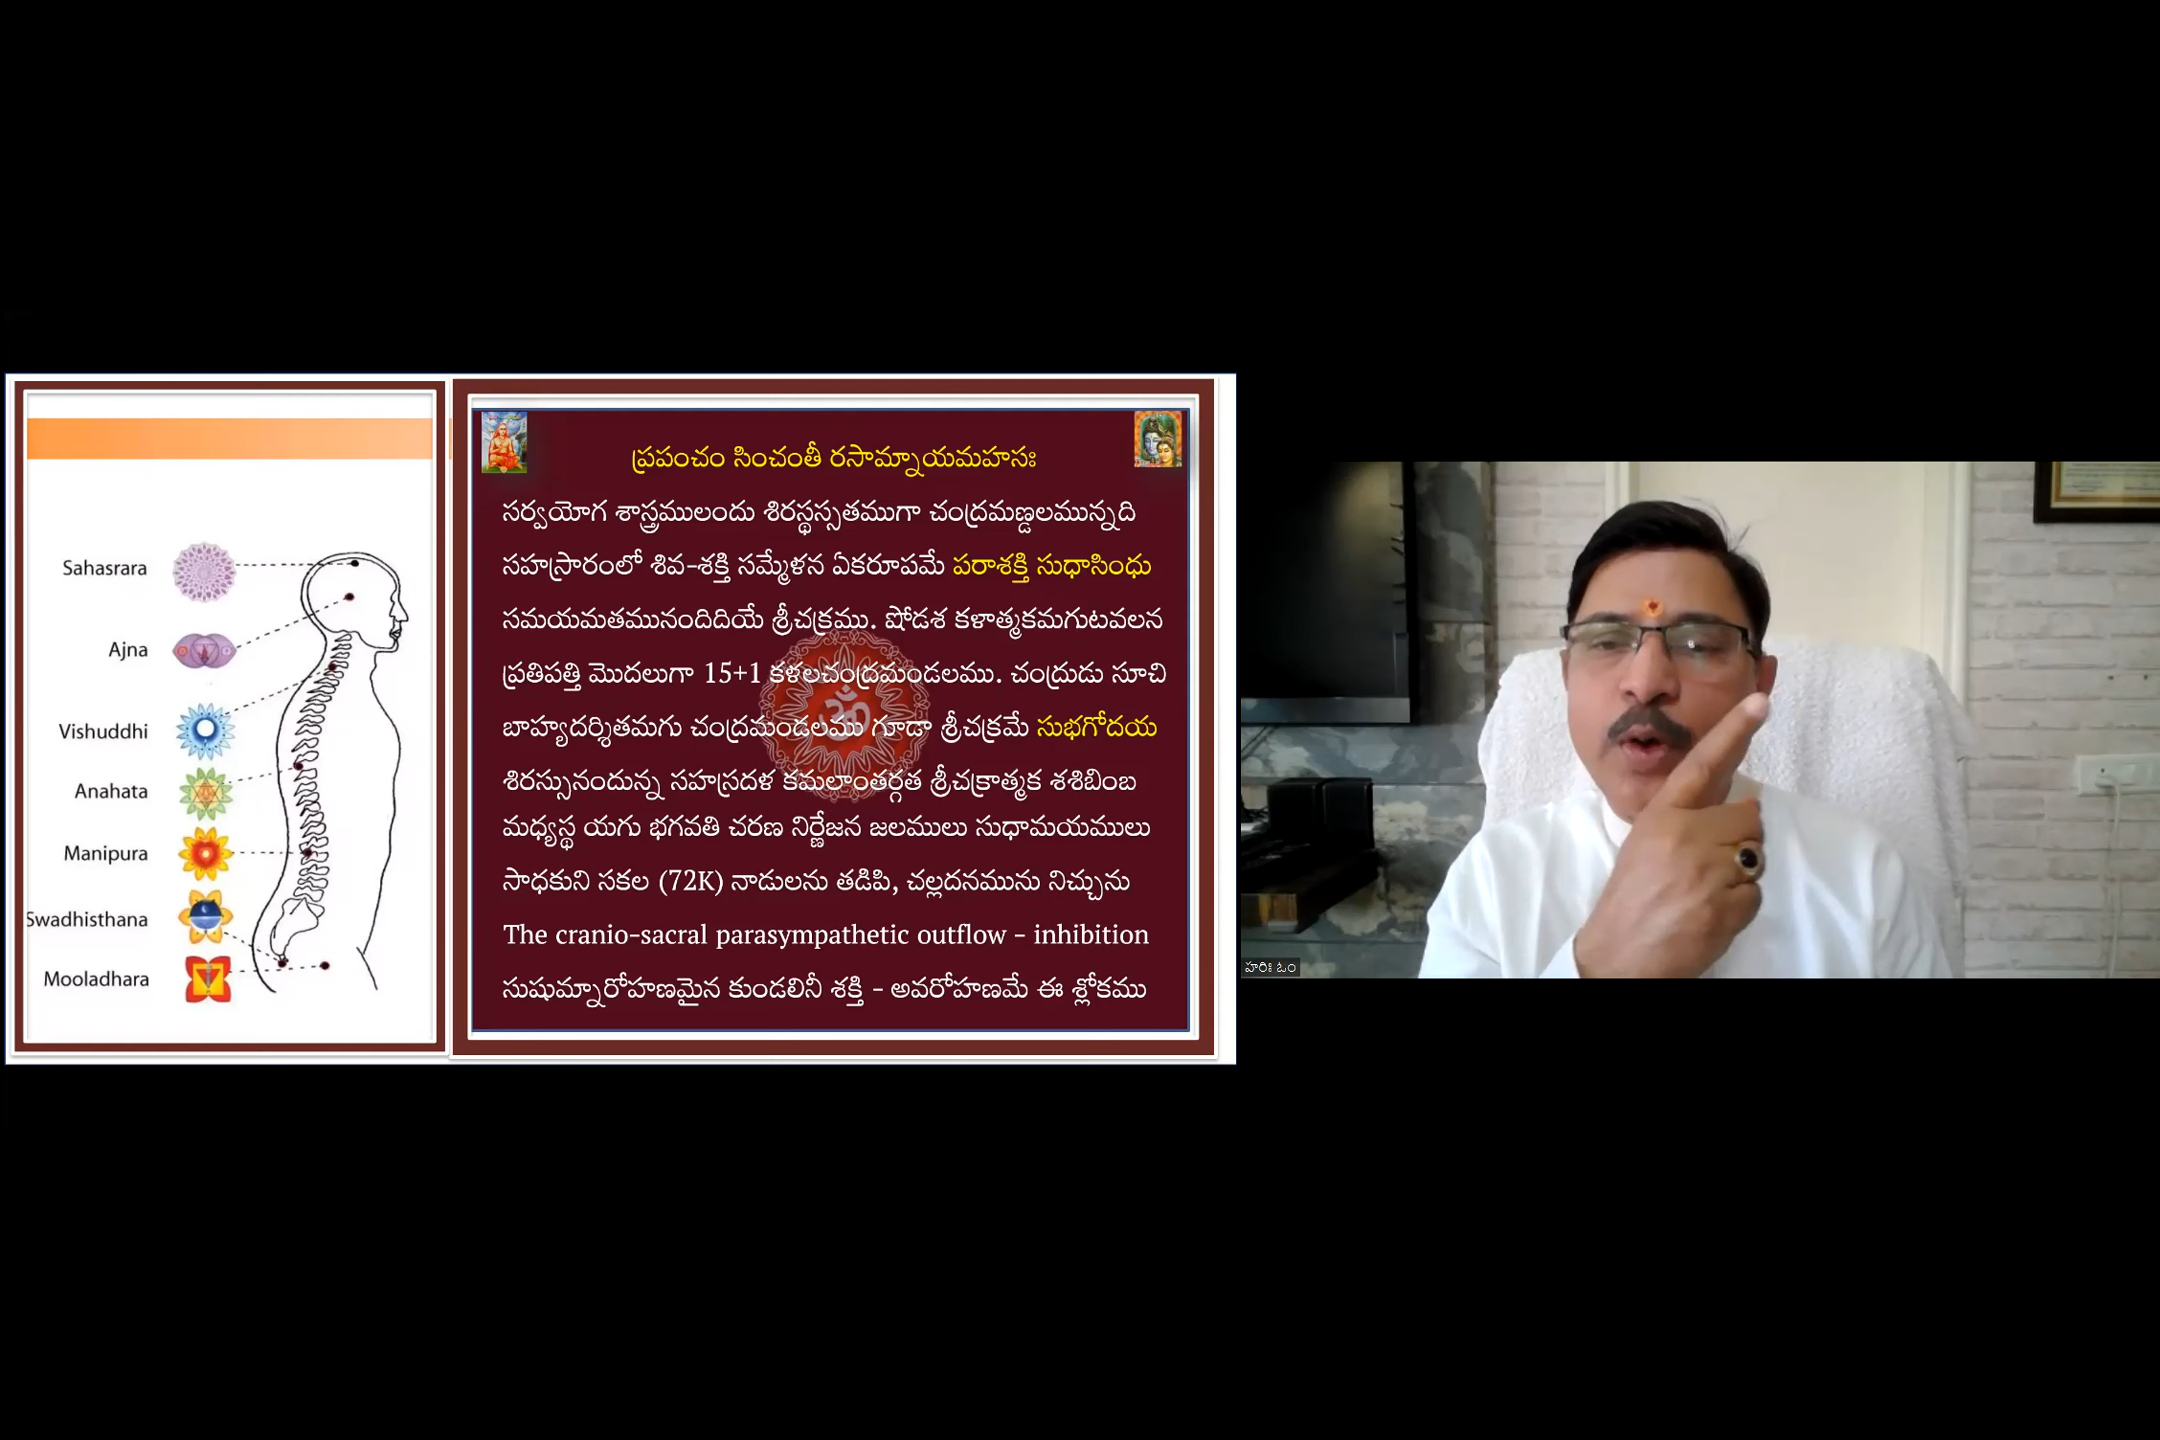 Sahasrara
Ajna
Vishuddhi
Anahata
Manipura
Swadhisthana
Mooladhara
ప్రపంచం సించంతీ రసామ్నాయమహసః
సర్వయోగ శాస్త్రములందు శిరస్థస్సతముగా చంద్రమణ్డలమున్నది
సహస్రారంలో శివ-శక్తి సమ్మేళన ఏకరూపమే పరాశక్తి సుధాసింధు
సమయమతమునందిదియే శ్రీచక్రము. షోడశ కళాత్మకమగుటవలన
ప్రతిపత్తి మొదలుగా 15+1 కళలచంద్రమండలము. చంద్రుడు సూచి
బాహ్యదర్శితమగు చంద్రమండలము గూడా శ్రీచక్రమే సుభగోదయ
శిరస్సునందున్న సహస్రదళ కమలాంతర్గత శ్రీచక్రాత్మక శశిబింబ
మధ్యస్థ యగు భగవతి చరణ నిర్ణేజన జలములు సుధామయములు
సాధకుని సకల (72K) నాడులను తడిపి, చల్లదనమును నిచ్చును
The cranio-sacral parasympathetic outflow - inhibition
సుషుమ్నారోహణమైన కుండలినీ శక్తి - అవరోహణమే ఈ శ్లోకము
ॐ
హరిః ఓం